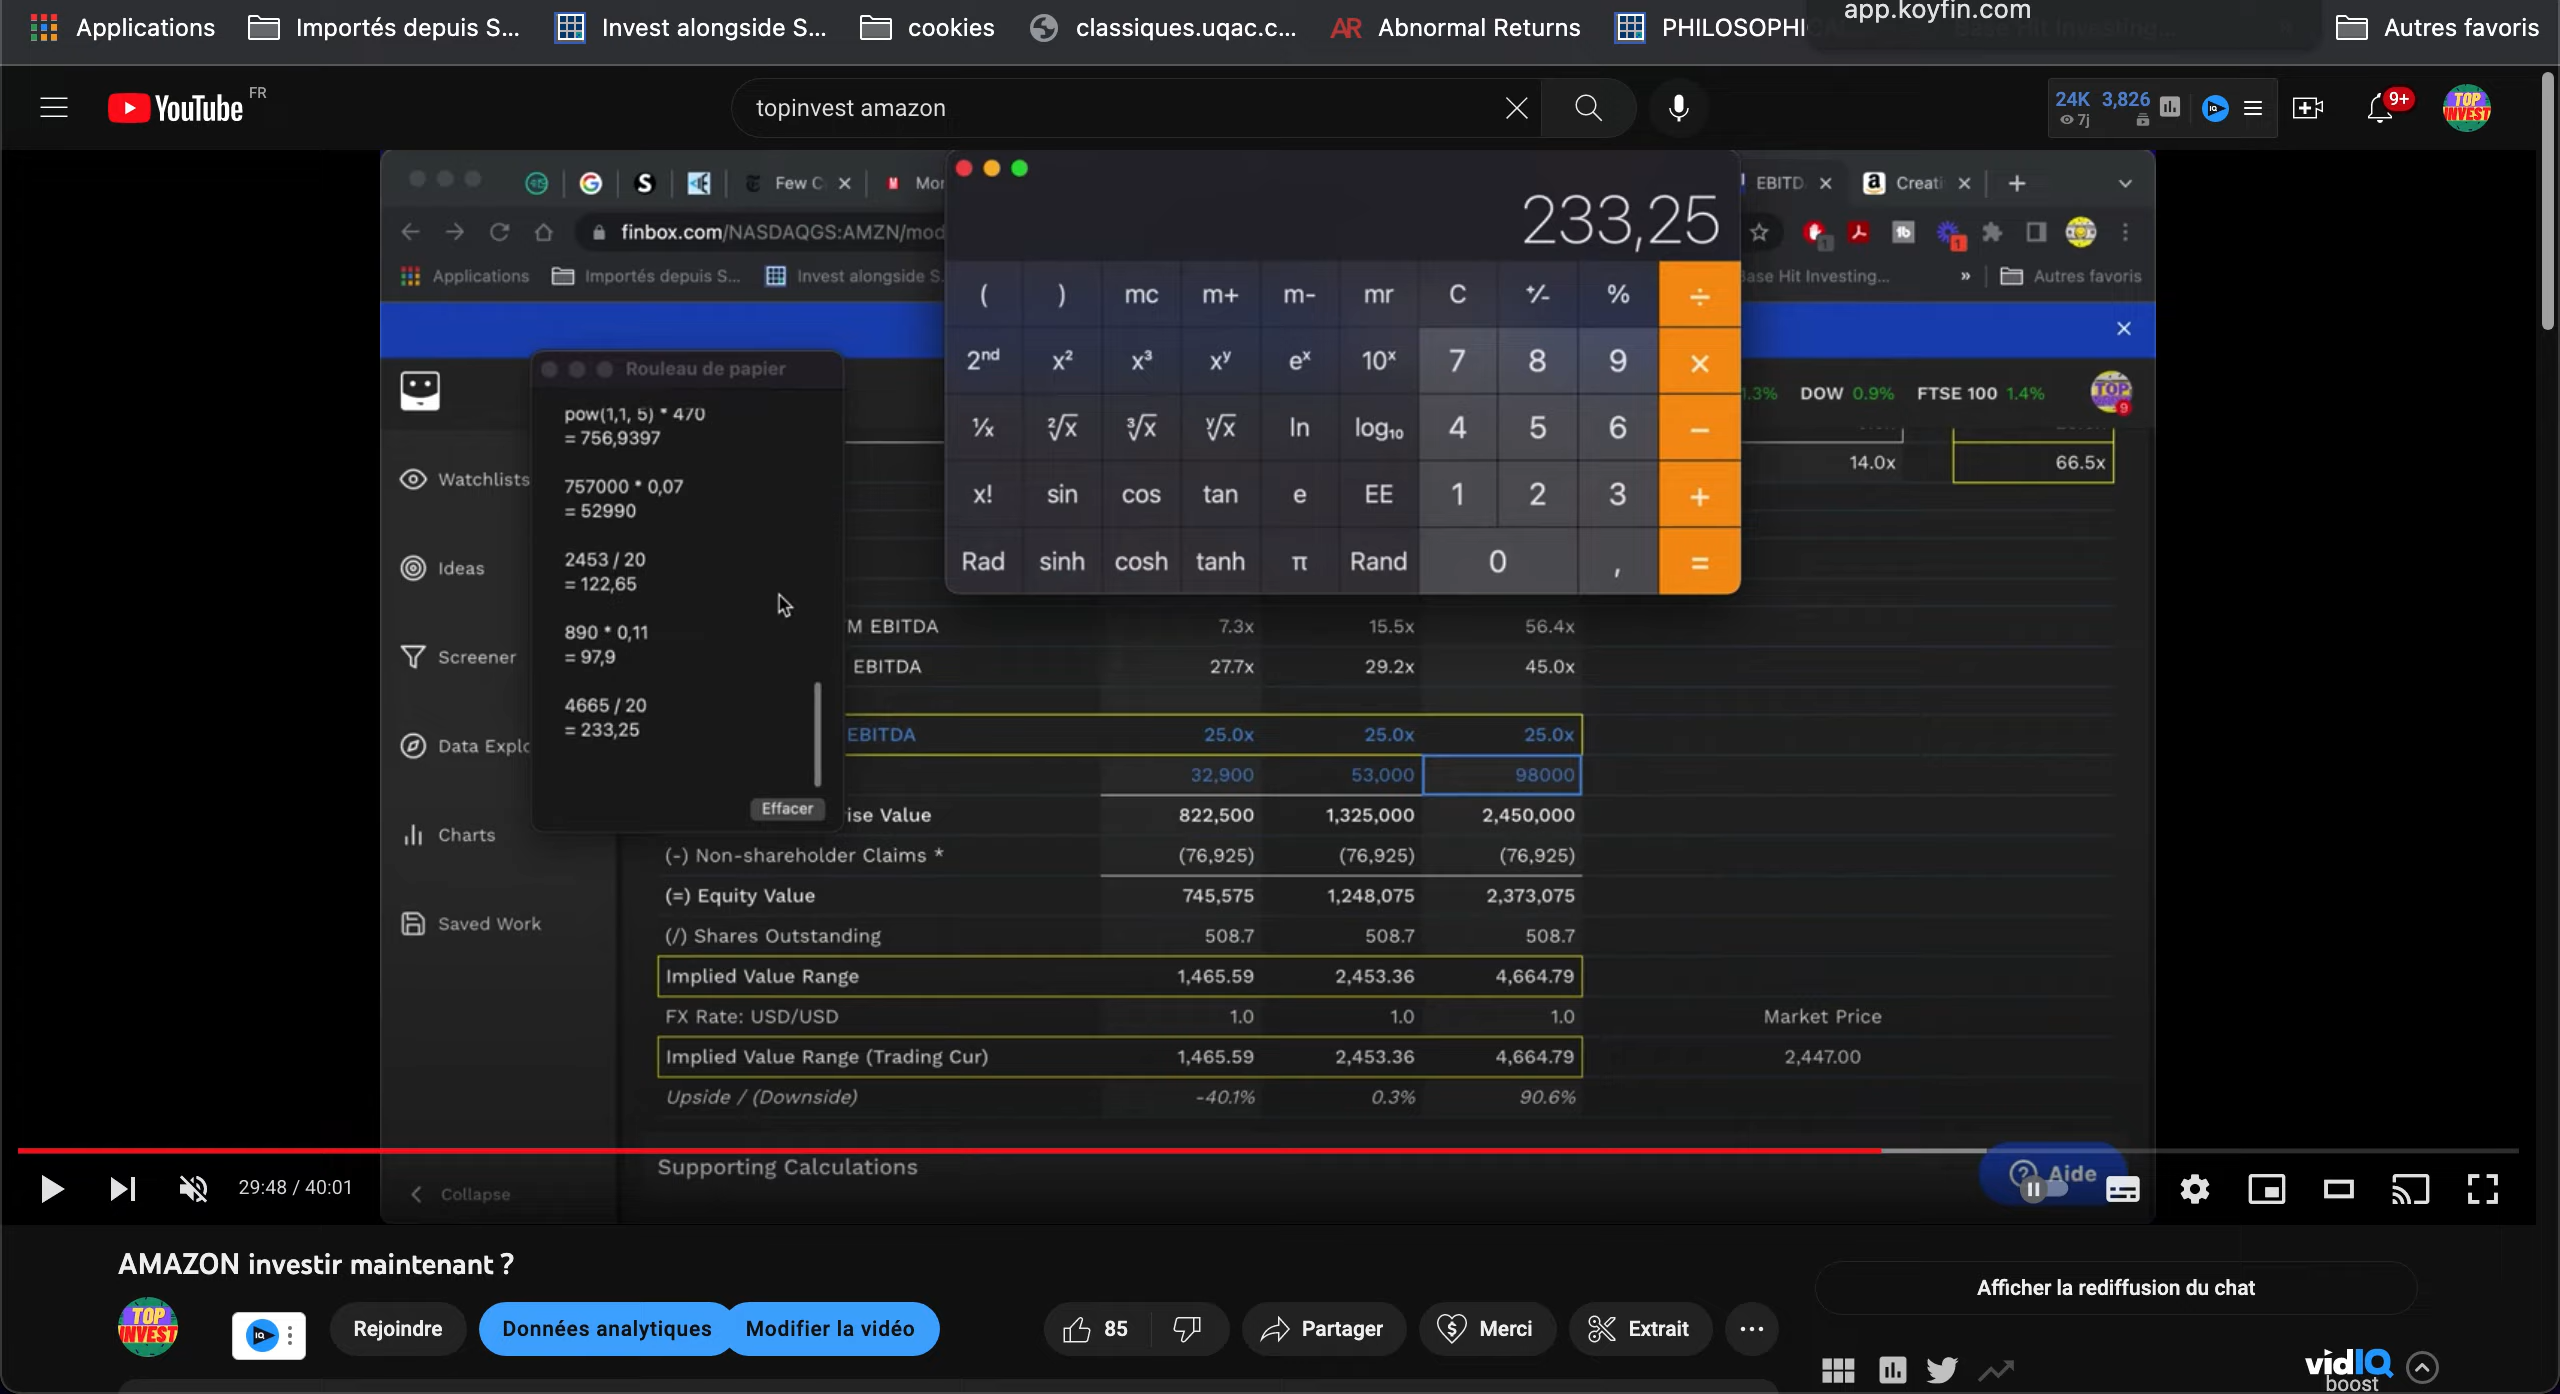 app.koyfin.com
Applications
Importés depuis S...
Invest alongside S...
cookies
classiques.uqac.c...
AR Abnormal Returns
PHILOSOPHI
Autres favoris
YouTube FR
topinvest amazon
24K 3,826
7j
9+
TOP INVEST
Few C
Mor
EBITD
Creati
finbox.com/NASDAQGS:AMZN/mod
Applications
Importés depuis S...
Invest alongside S.
Base Hit Investing...
»
Autres favoris
233,25
( ) mc m+ m- mr C +/- % ÷
2nd x² x³ xʸ eˣ 10ˣ 7 8 9 ×
1/x ²√x ³√x ʸ√x ln log₁₀ 4 5 6 −
x! sin cos tan e EE 1 2 3 +
Rad sinh cosh tanh π Rand 0 , =
Rouleau de papier
pow(1,1, 5) * 470
= 756,9397
757000 * 0,07
= 52990
2453 / 20
= 122,65
890 * 0,11
= 97,9
4665 / 20
= 233,25
Effacer
Watchlists
Ideas
Screener
Data Explo
Charts
Saved Work
Collapse
1.3% DOW 0.9% FTSE 100 1.4%
14.0x 66.5x
M EBITDA 7.3x 15.5x 56.4x
EBITDA 27.7x 29.2x 45.0x
EBITDA 25.0x 25.0x 25.0x
32,900 53,000 98000
ise Value 822,500 1,325,000 2,450,000
(-) Non-shareholder Claims * (76,925) (76,925) (76,925)
(=) Equity Value 745,575 1,248,075 2,373,075
(/) Shares Outstanding 508.7 508.7 508.7
Implied Value Range 1,465.59 2,453.36 4,664.79
FX Rate: USD/USD 1.0 1.0 1.0 Market Price
Implied Value Range (Trading Cur) 1,465.59 2,453.36 4,664.79 2,447.00
Upside / (Downside) -40.1% 0.3% 90.6%
Supporting Calculations
Aide
29:48 / 40:01
AMAZON investir maintenant ?
TOP INVEST
Rejoindre
Données analytiques
Modifier la vidéo
85
Partager
Merci
Extrait
Afficher la rediffusion du chat
vidIQ
boost